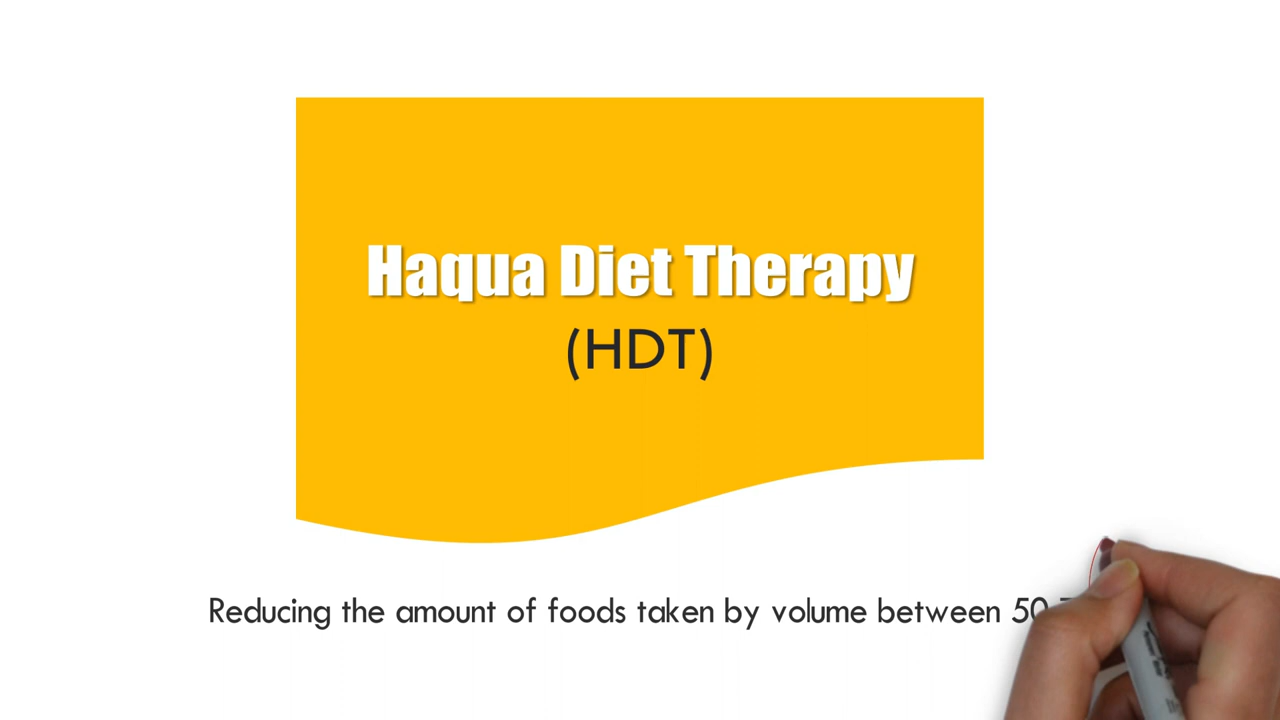 Haqua Diet Therapy
(HDT)
Reducing the amount of foods taken by volume between 50